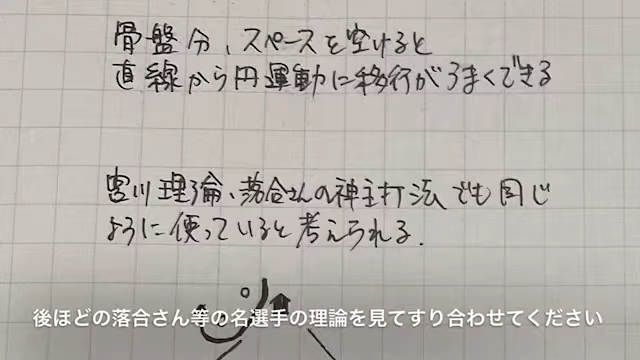 骨盤分、スペースを空けると
直線から円運動に移行がうまくできる
宮川理論、落合さんの神主打法でも同じ
ように使っていると考えられる.
後ほどの落合さん等の名選手の理論を見てすり合わせてください